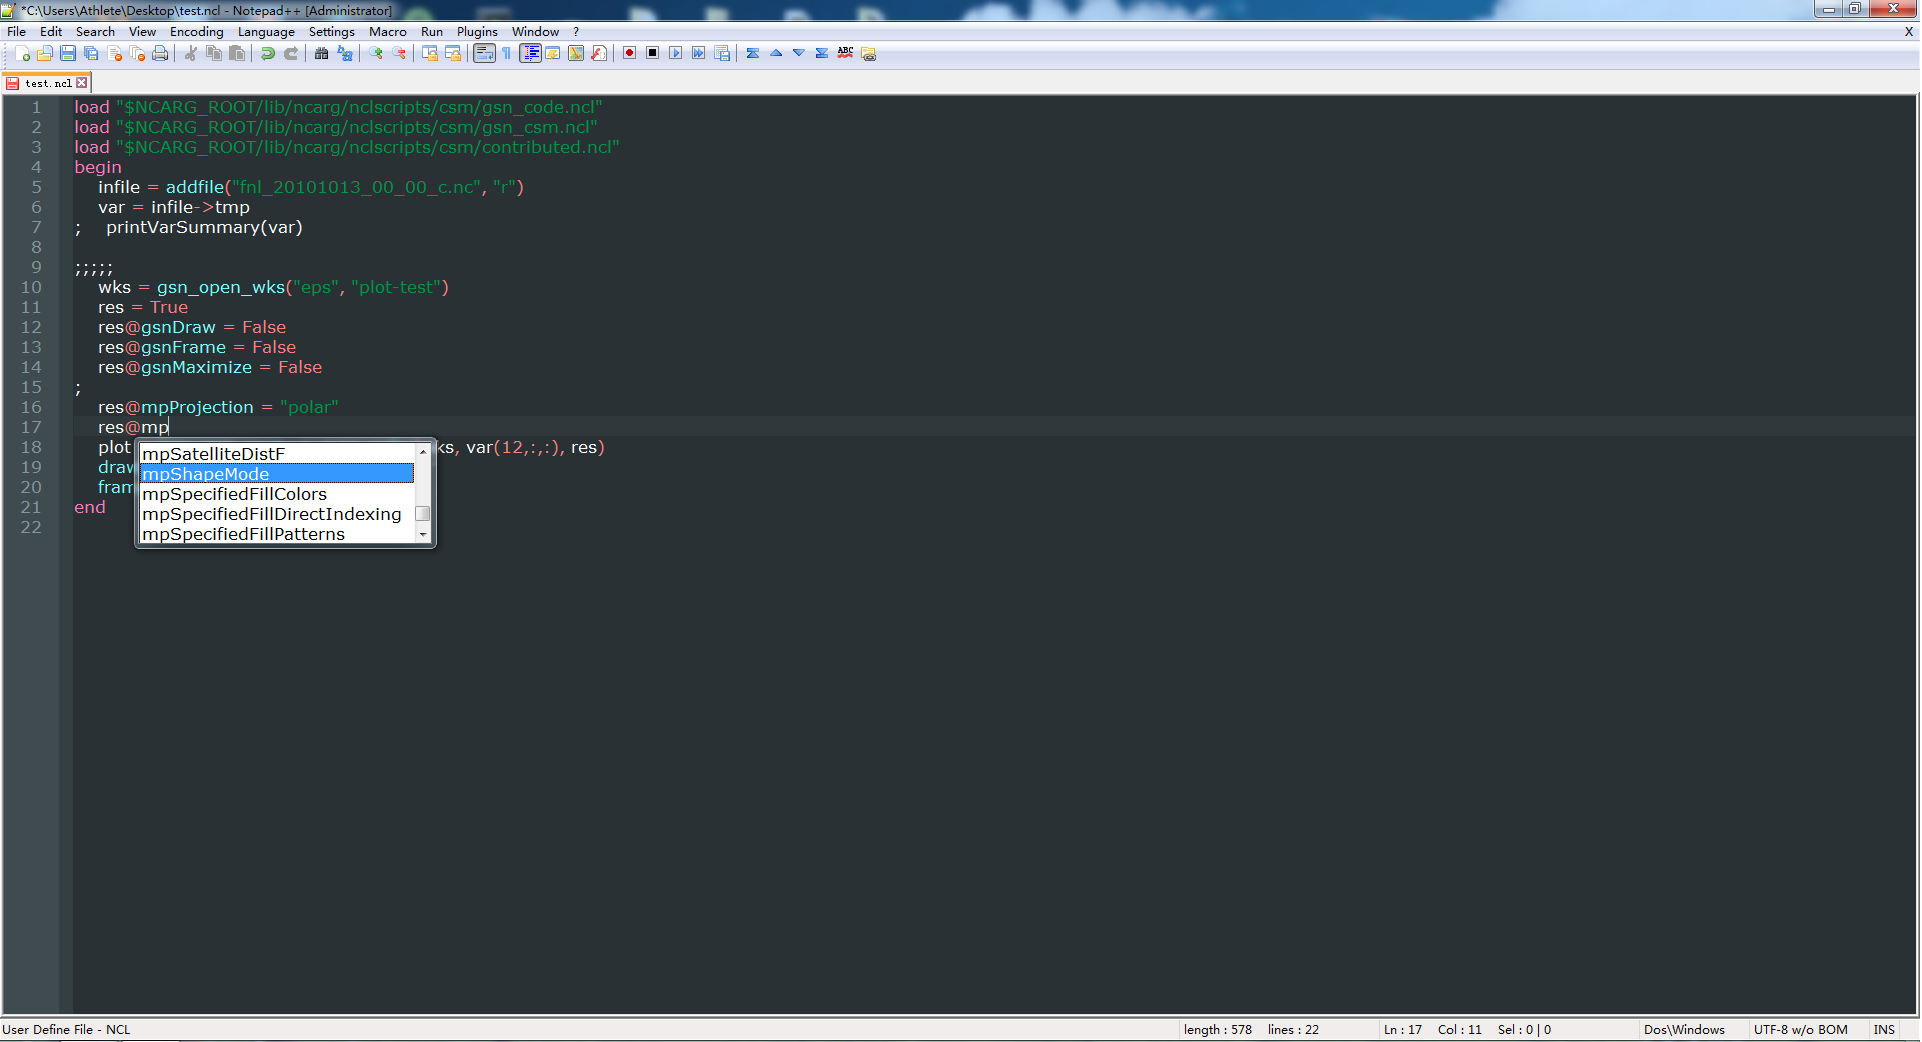 *C:\Users\Athlete\Desktop\test.ncl - Notepad++ [Administrator]
File Edit Search View Encoding Language Settings Macro Run Plugins Window ? X
ABC
test.ncl
1 load "$NCARG_ROOT/lib/ncarg/nclscripts/csm/gsn_code.ncl"
2 load "$NCARG_ROOT/lib/ncarg/nclscripts/csm/gsn_csm.ncl"
3 load "$NCARG_ROOT/lib/ncarg/nclscripts/csm/contributed.ncl"
4 begin
5 infile = addfile("fnl_20101013_00_00_c.nc", "r")
6 var = infile->tmp
7 ; printVarSummary(var)
8
9 ;;;;;
10 wks = gsn_open_wks("eps", "plot-test")
11 res = True
12 res@gsnDraw = False
13 res@gsnFrame = False
14 res@gsnMaximize = False
15 ;
16 res@mpProjection = "polar"
17 res@mp
18 plot ks, var(12,:,:), res)
19 draw
20 fram
21 end
22
mpSatelliteDistF
mpShapeMode
mpSpecifiedFillColors
mpSpecifiedFillDirectIndexing
mpSpecifiedFillPatterns
User Define File - NCL length : 578 lines : 22 Ln : 17 Col : 11 Sel : 0 | 0 Dos\Windows UTF-8 w/o BOM INS